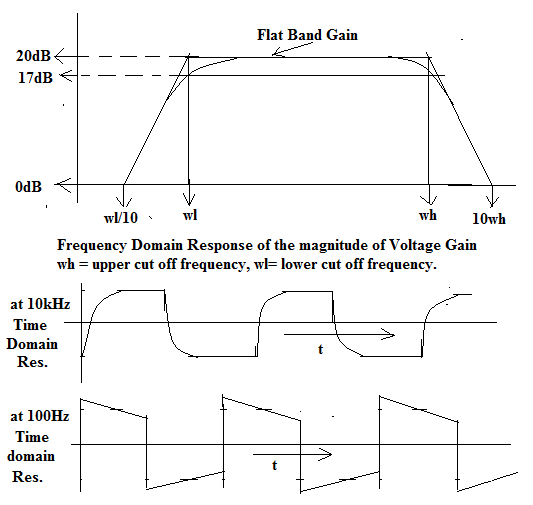 Flat Band Gain
20dB
17dB
0dB
wl/10
wl
wh
10wh
Frequency Domain Response of the magnitude of Voltage Gain
wh = upper cut off frequency, wl= lower cut off frequency.
at 10kHz
Time
Domain
Res.
t
at 100Hz
Time
domain
Res.
t